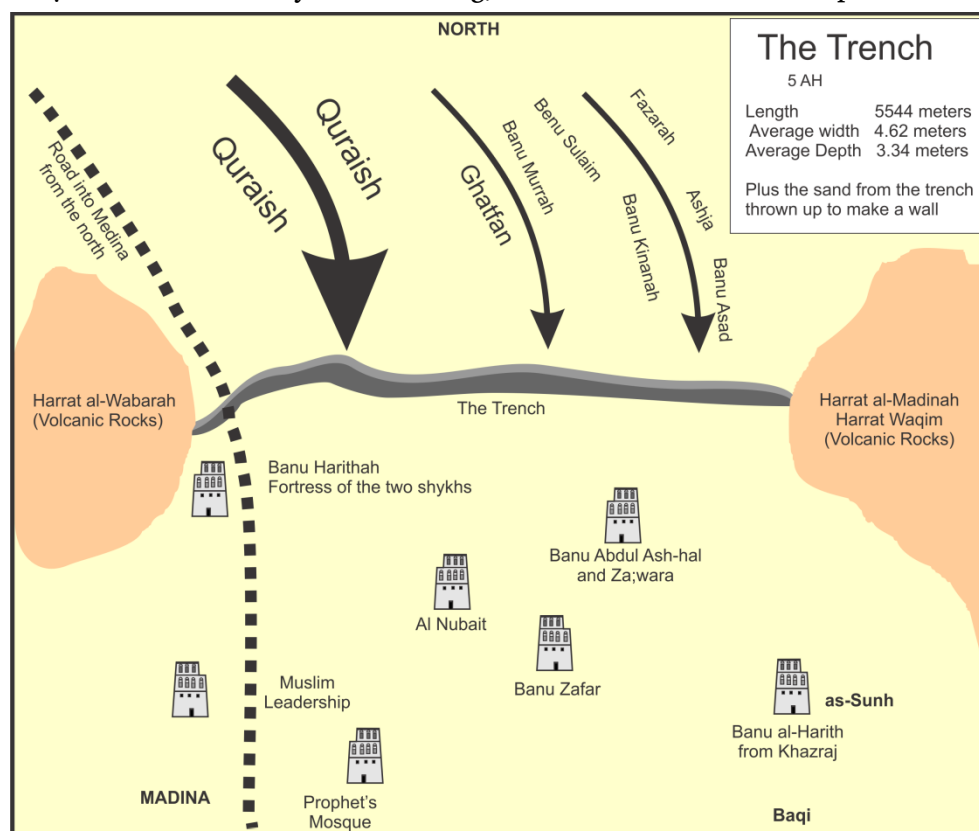 NORTH
The Trench
5 AH
Length 5544 meters
Average width 4.62 meters
Average Depth 3.34 meters
Plus the sand from the trench
thrown up to make a wall
Road into Medina
from the north
Quraish
Quraish
Ghatfan
Banu Murrah
Benu Sulaim
Fazarah
Banu Kinanah
Ashja
Banu Asad
Harrat al-Wabarah
(Volcanic Rocks)
The Trench
Harrat al-Madinah
Harrat Waqim
(Volcanic Rocks)
Banu Harithah
Fortress of the two shykhs
Banu Abdul Ash-hal
and Za;wara
Al Nubait
Banu Zafar
Muslim
Leadership
as-Sunh
Banu al-Harith
from Khazraj
MADINA
Prophet's
Mosque
Baqi